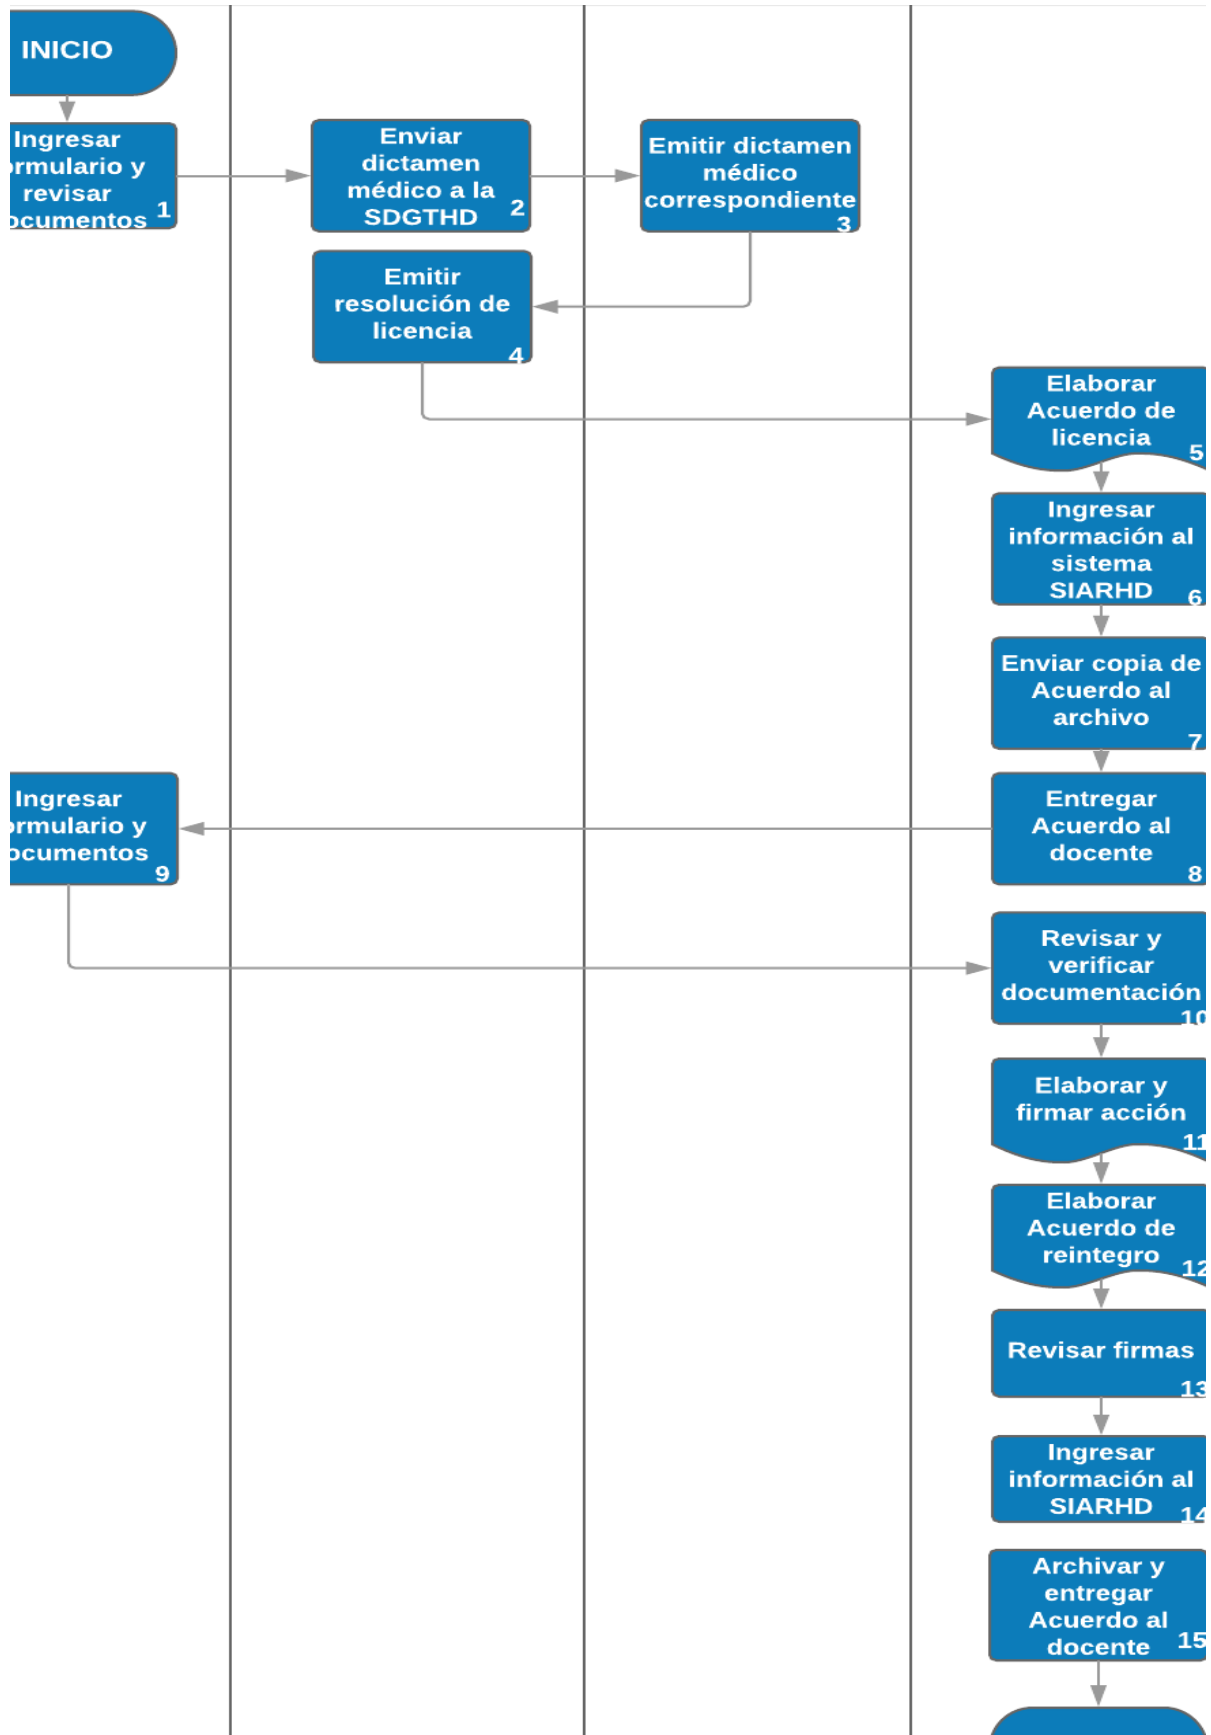 INICIO
Ingresar
ormulario y
revisar
ocumentos 1
Enviar
dictamen
médico a la
SDGTHD 2
Emitir dictamen
médico
correspondiente
3
Emitir
resolución de
licencia
4
Elaborar
Acuerdo de
licencia
5
Ingresar
información al
sistema
SIARHD 6
Enviar copia de
Acuerdo al
archivo
7
Entregar
Acuerdo al
docente
8
Ingresar
ormulario y
ocumentos
9
Revisar y
verificar
documentación
10
Elaborar y
firmar acción
11
Elaborar
Acuerdo de
reintegro
12
Revisar firmas
13
Ingresar
información al
SIARHD 14
Archivar y
entregar
Acuerdo al
docente 15